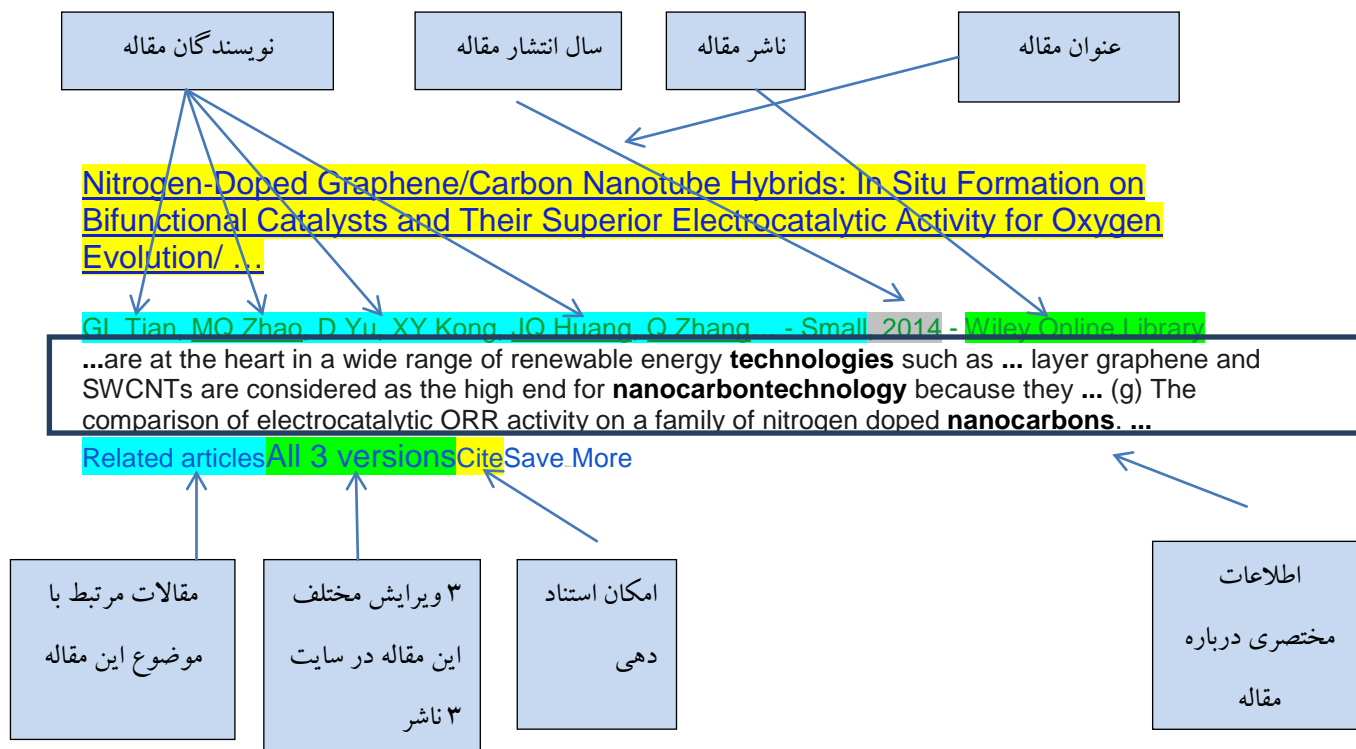 نویسندگان مقاله
سال انتشار مقاله
ناشر مقاله
عنوان مقاله
Nitrogen-Doped Graphene/Carbon Nanotube Hybrids: In Situ Formation on
Bifunctional Catalysts and Their Superior Electrocatalytic Activity for Oxygen
Evolution/ ...
GL Tian, MQ Zhao, D Yu, XY Kong, JQ Huang, Q Zhang… - Small, 2014 - Wiley Online Library
...are at the heart in a wide range of renewable energy technologies such as ... layer graphene and
SWCNTs are considered as the high end for nanocarbontechnology because they ... (g) The
comparison of electrocatalytic ORR activity on a family of nitrogen doped nanocarbons. ...
Related articlesAll 3 versionsCiteSave More
مقالات مرتبط با
موضوع این مقاله
۳ ویرایش مختلف
این مقاله در سایت
۳ ناشر
امکان استناد
دهی
اطلاعات
مختصری درباره
مقاله